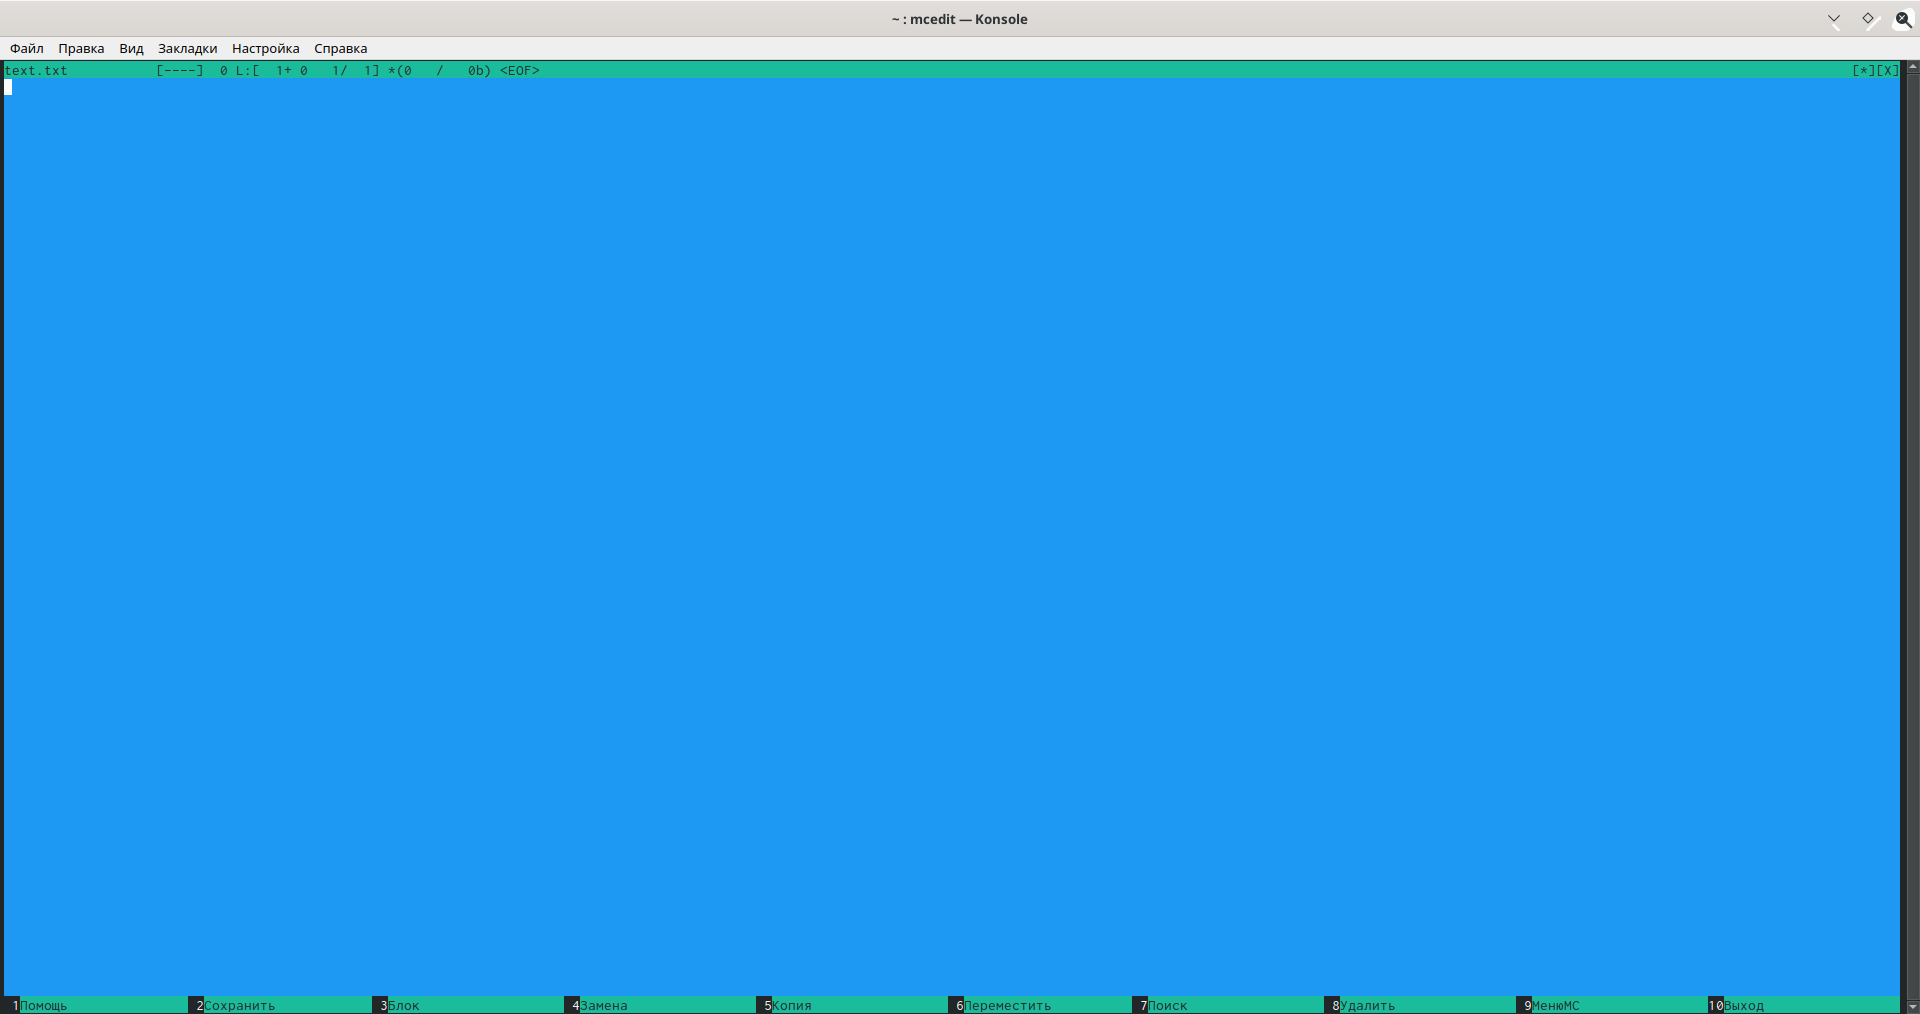 ~ : mcedit — Konsole
Файл Правка Вид Закладки Настройка Справка
text.txt [----] 0 L:[ 1+ 0 1/ 1] *(0 / 0b) <EOF> [*][X]
1Помощь 2Сохранить 3Блок 4Замена 5Копия 6Переместить 7Поиск 8Удалить 9МенюMC 10Выход